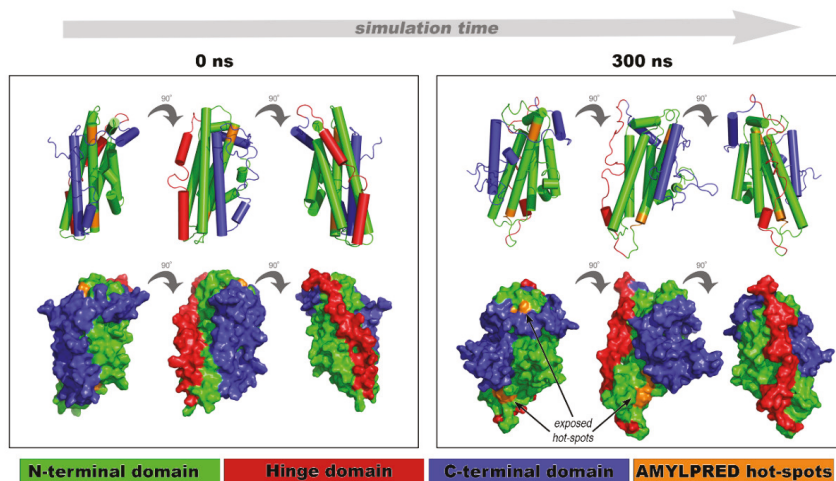 simulation time
0 ns
300 ns
90°
90°
90°
90°
90°
90°
90°
90°
exposed
hot-spots
N-terminal domain
Hinge domain
C-terminal domain
AMYLPRED hot-spots